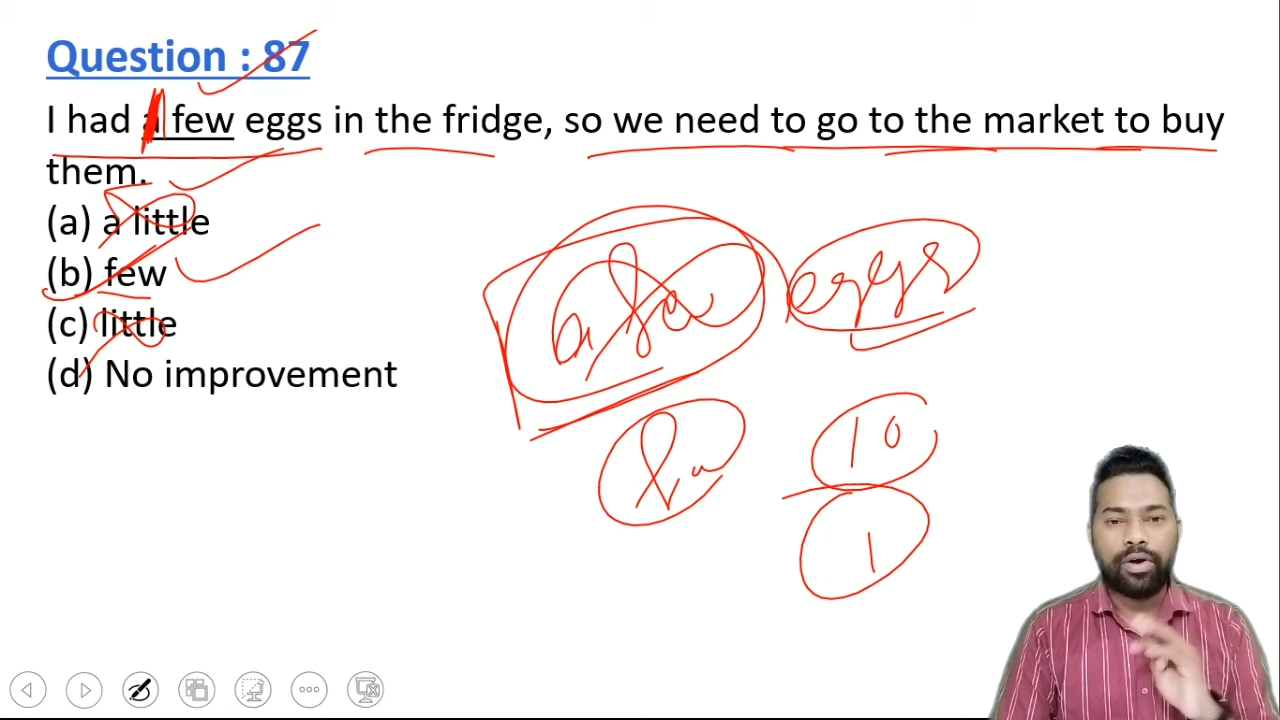 Question : 87
I had a few eggs in the fridge, so we need to go to the market to buy
them.
(a) a little
(b) few
(c) little
(d) No improvement
a few eggs
few 10
1